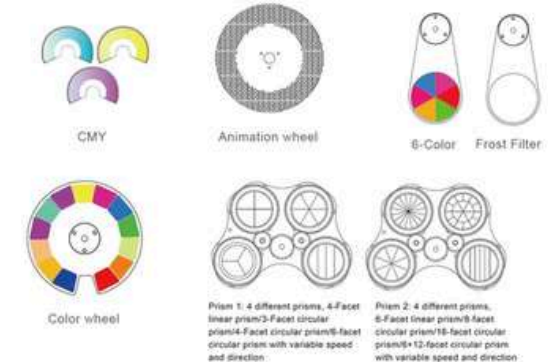 CMY
Animation wheel
6-Color
Frost Filter
Color wheel
Prism 1: 4 different prisms, 4-Facet
linear prism/3-Facet circular
prism/4-Facet circular prism/6-facet
circular prism with variable speed
and direction
Prism 2: 4 different prisms,
6-Facet linear prism/8-facet
circular prism/16-facet circular
prism/6+12-facet circular prism
with variable speed and direction